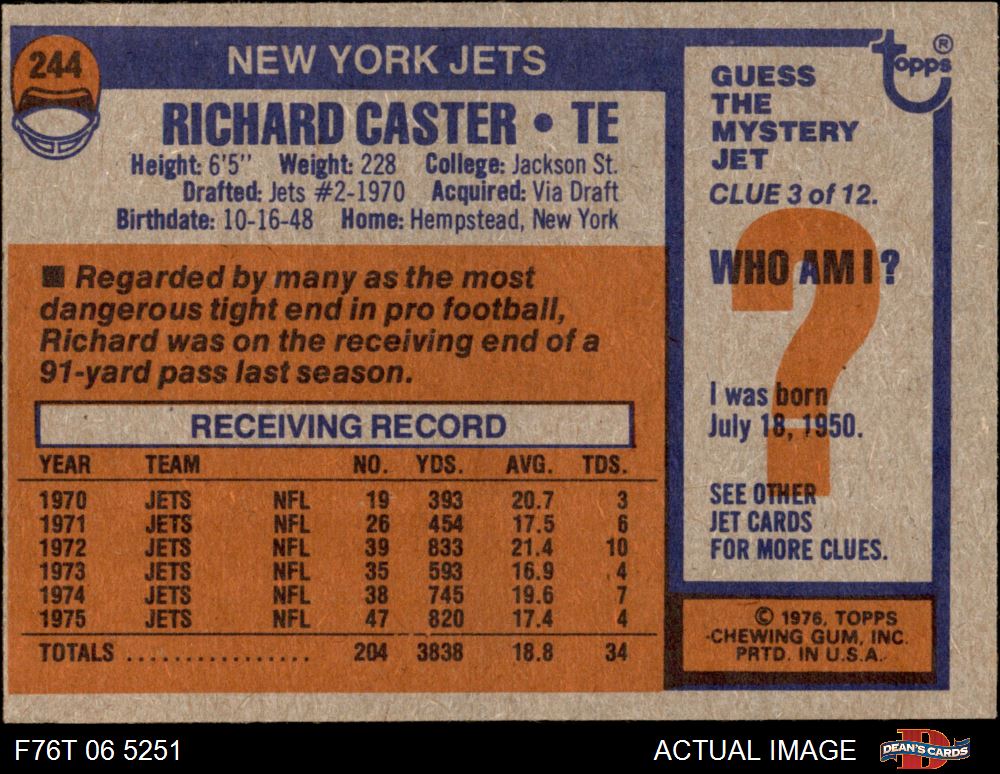 244
NEW YORK JETS
RICHARD CASTER • TE
Height: 6'5'' Weight: 228 College: Jackson St.
Drafted: Jets #2-1970 Acquired: Via Draft
Birthdate: 10-16-48 Home: Hempstead, New York
■ Regarded by many as the most
dangerous tight end in pro football,
Richard was on the receiving end of a
91-yard pass last season.
RECEIVING RECORD
YEAR TEAM NO. YDS. AVG. TDS.
1970 JETS NFL 19 393 20.7 3
1971 JETS NFL 26 454 17.5 6
1972 JETS NFL 39 833 21.4 10
1973 JETS NFL 35 593 16.9 4
1974 JETS NFL 38 745 19.6 7
1975 JETS NFL 47 820 17.4 4
TOTALS ................. 204 3838 18.8 34
topps ®
GUESS
THE
MYSTERY
JET
CLUE 3 of 12.
WHO AM I?
?
I was born
July 18, 1950.
SEE OTHER
JET CARDS
FOR MORE CLUES.
© 1976, TOPPS
CHEWING GUM, INC.
PRTD. IN U.S.A.
F76T 06 5251
ACTUAL IMAGE
DEAN'S CARDS